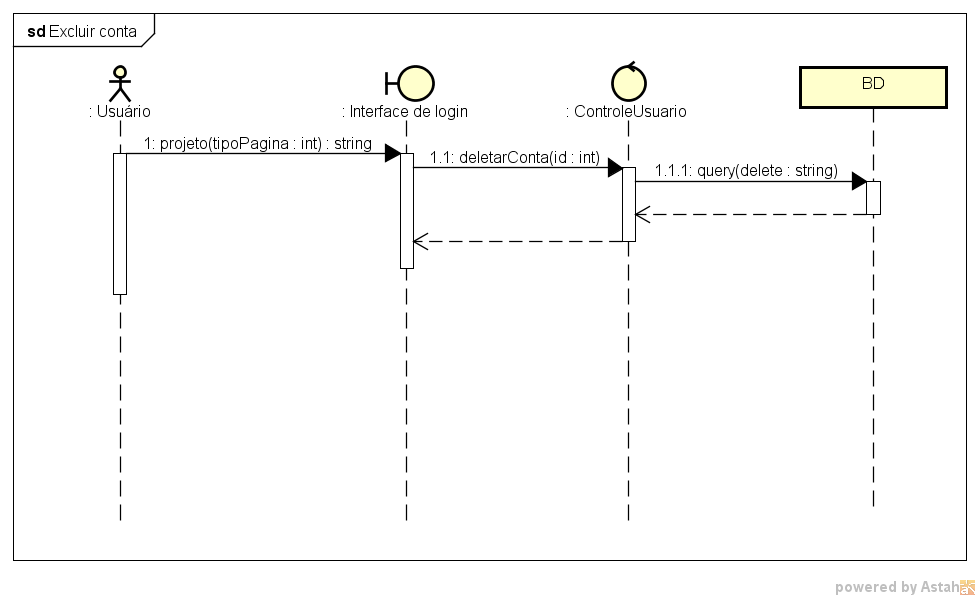 sd Excluir conta
: Usuário
: Interface de login
: ControleUsuario
BD
1: projeto(tipoPagina : int) : string
1.1: deletarConta(id : int)
1.1.1: query(delete : string)
powered by Astah